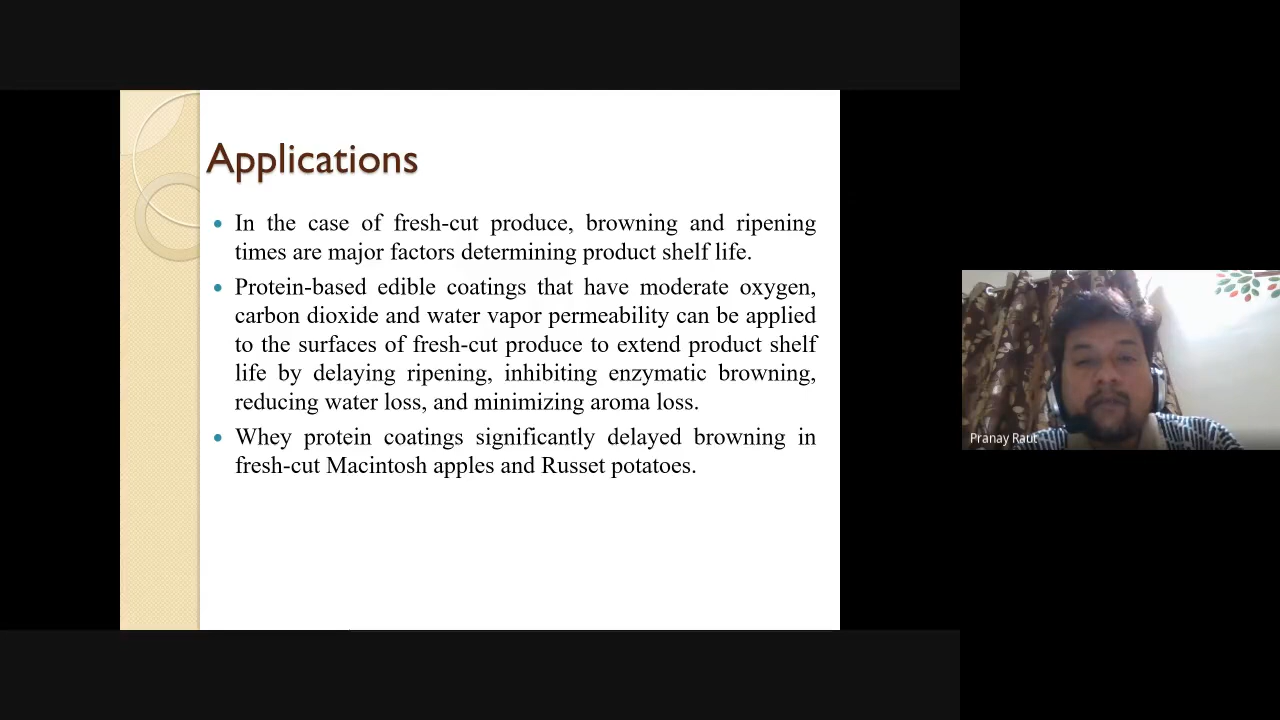 Applications
In the case of fresh-cut produce, browning and ripening
times are major factors determining product shelf life.
Protein-based edible coatings that have moderate oxygen,
carbon dioxide and water vapor permeability can be applied
to the surfaces of fresh-cut produce to extend product shelf
life by delaying ripening, inhibiting enzymatic browning,
reducing water loss, and minimizing aroma loss.
Whey protein coatings significantly delayed browning in
fresh-cut Macintosh apples and Russet potatoes.
Pranay Raut